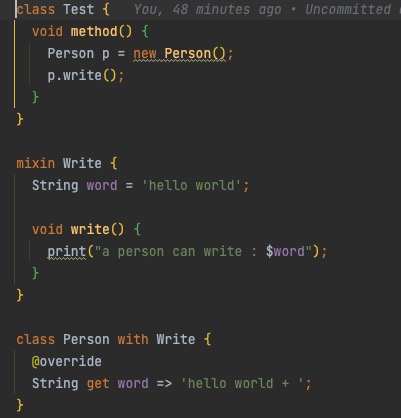 class Test {   You, 48 minutes ago • Uncommitted
  void method() {
    Person p = new Person();
    p.write();
  }
}

mixin Write {
  String word = 'hello world';

  void write() {
    print("a person can write : $word");
  }
}

class Person with Write {
  @override
  String get word => 'hello world + ';
}